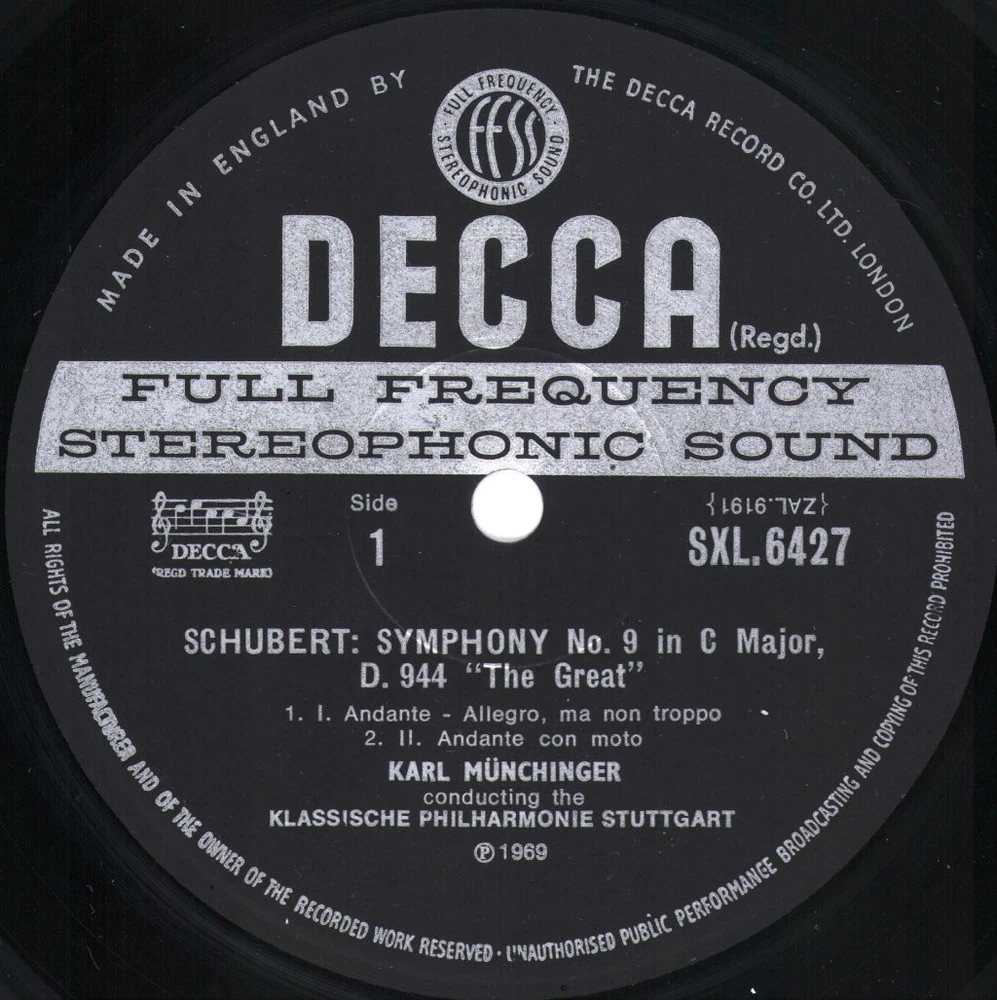 MADE IN ENGLAND BY
THE DECCA RECORD CO. LTD. LONDON
FULL FREQUENCY
FFSS
STEREOPHONIC SOUND
DECCA
(Regd.)
FULL FREQUENCY
STEREOPHONIC SOUND
DECCA
(REGD TRADE MARK)
Side
1
{ZAL.9191}
SXL.6427
SCHUBERT: SYMPHONY No. 9 in C Major,
D. 944 “The Great”
1. I. Andante - Allegro, ma non troppo
2. II. Andante con moto
KARL MÜNCHINGER
conducting the
KLASSISCHE PHILHARMONIE STUTTGART
Ⓟ 1969
ALL RIGHTS OF THE MANUFACTURER AND OF THE OWNER OF THE RECORDED WORK RESERVED · UNAUTHORISED PUBLIC PERFORMANCE BROADCASTING AND COPYING OF THIS RECORD PROHIBITED